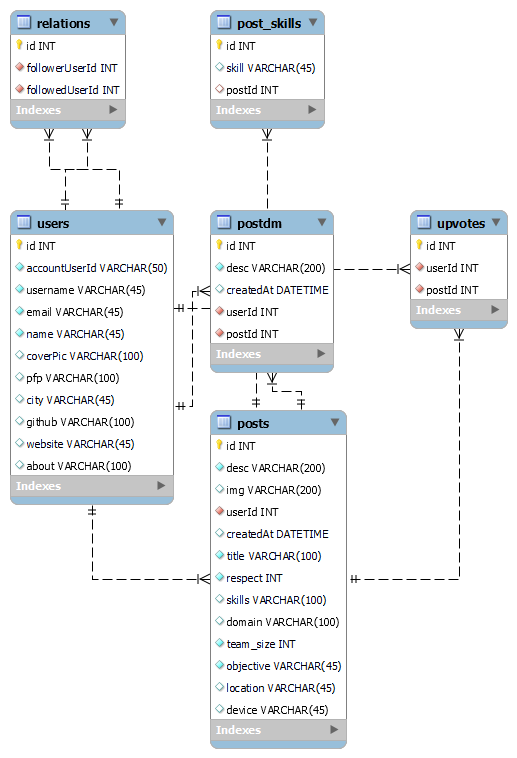 relations
id INT
followerUserId INT
followedUserId INT
Indexes
post_skills
id INT
skill VARCHAR(45)
postId INT
Indexes
users
id INT
accountUserId VARCHAR(50)
username VARCHAR(45)
email VARCHAR(45)
name VARCHAR(45)
coverPic VARCHAR(100)
pfp VARCHAR(100)
city VARCHAR(45)
github VARCHAR(100)
website VARCHAR(45)
about VARCHAR(100)
Indexes
postdm
id INT
desc VARCHAR(200)
createdAt DATETIME
userId INT
postId INT
Indexes
upvotes
id INT
userId INT
postId INT
Indexes
posts
id INT
desc VARCHAR(200)
img VARCHAR(200)
userId INT
createdAt DATETIME
title VARCHAR(100)
respect INT
skills VARCHAR(100)
domain VARCHAR(100)
team_size INT
objective VARCHAR(45)
location VARCHAR(45)
device VARCHAR(45)
Indexes